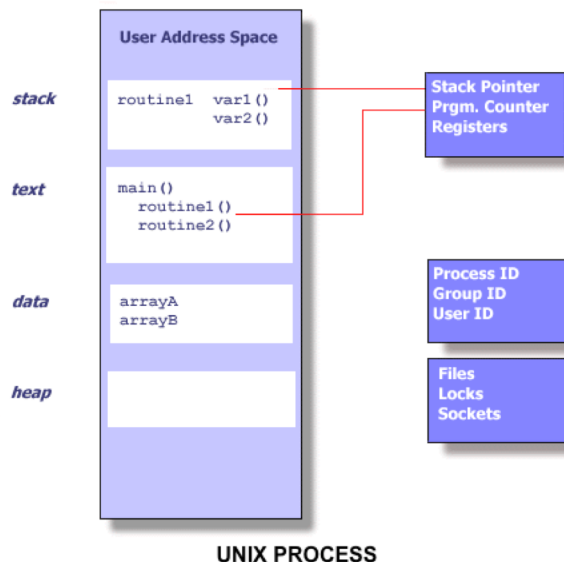 User Address Space
stack
routine1 var1()
var2()
text
main()
routine1()
routine2()
data
arrayA
arrayB
heap
Stack Pointer
Prgm. Counter
Registers
Process ID
Group ID
User ID
Files
Locks
Sockets
UNIX PROCESS